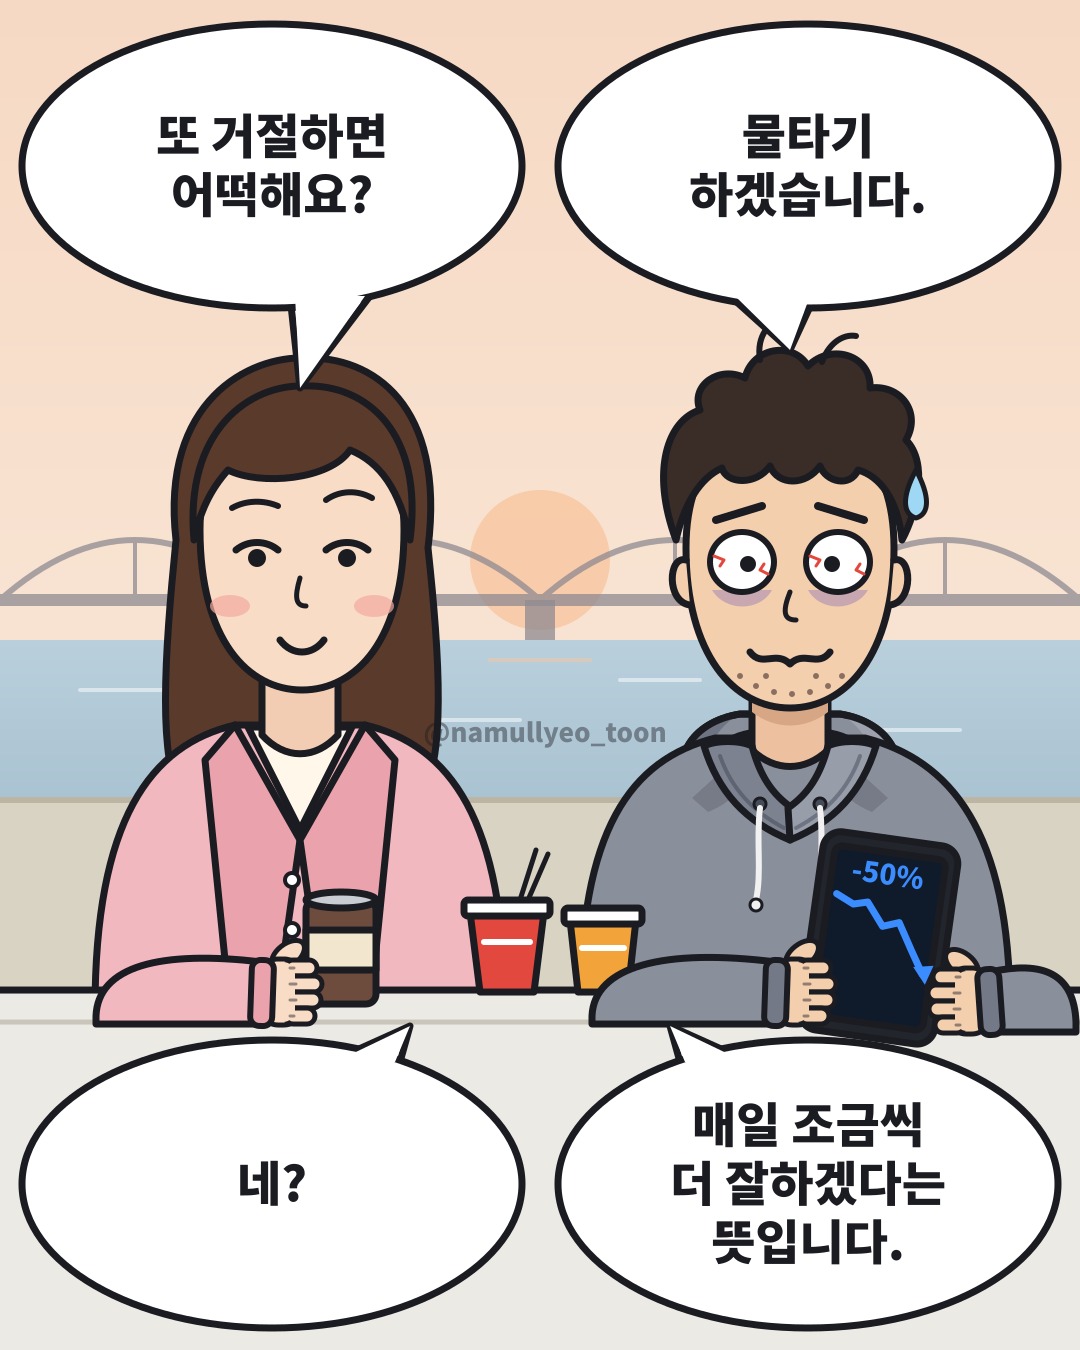 또 거절하면
어떡해요?
물타기
하겠습니다.
@namullyeo_toon
-50%
네?
매일 조금씩
더 잘하겠다는
뜻입니다.